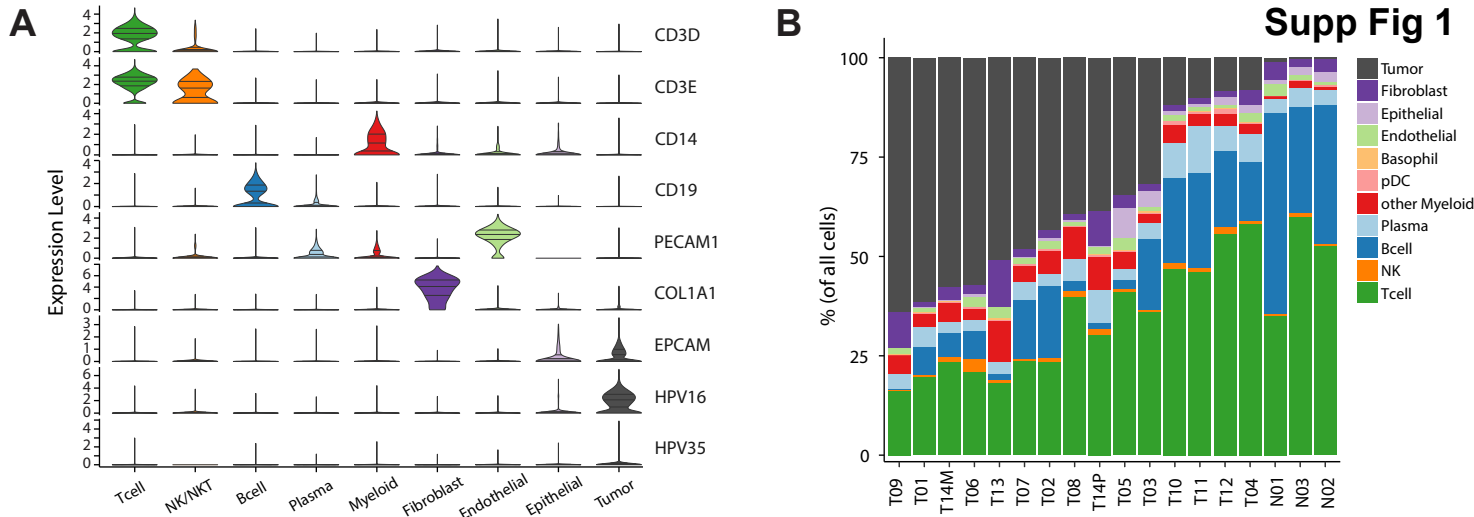 A
B
Supp Fig 1
Expression Level
4
2
0
CD3D
4
2
0
CD3E
4
2
0
CD14
4
2
0
CD19
4
2
0
PECAM1
6
4
2
0
COL1A1
3
2
1
0
EPCAM
6
4
2
0
HPV16
4
2
0
HPV35
Tcell
NK/NKT
Bcell
Plasma
Myeloid
Fibroblast
Endothelial
Epithelial
Tumor
% (of all cells)
100
75
50
25
0
T09
T01
T14M
T06
T13
T07
T02
T08
T14P
T05
T03
T10
T11
T12
T04
N01
N03
N02
Tumor
Fibroblast
Epithelial
Endothelial
Basophil
pDC
other Myeloid
Plasma
Bcell
NK
Tcell